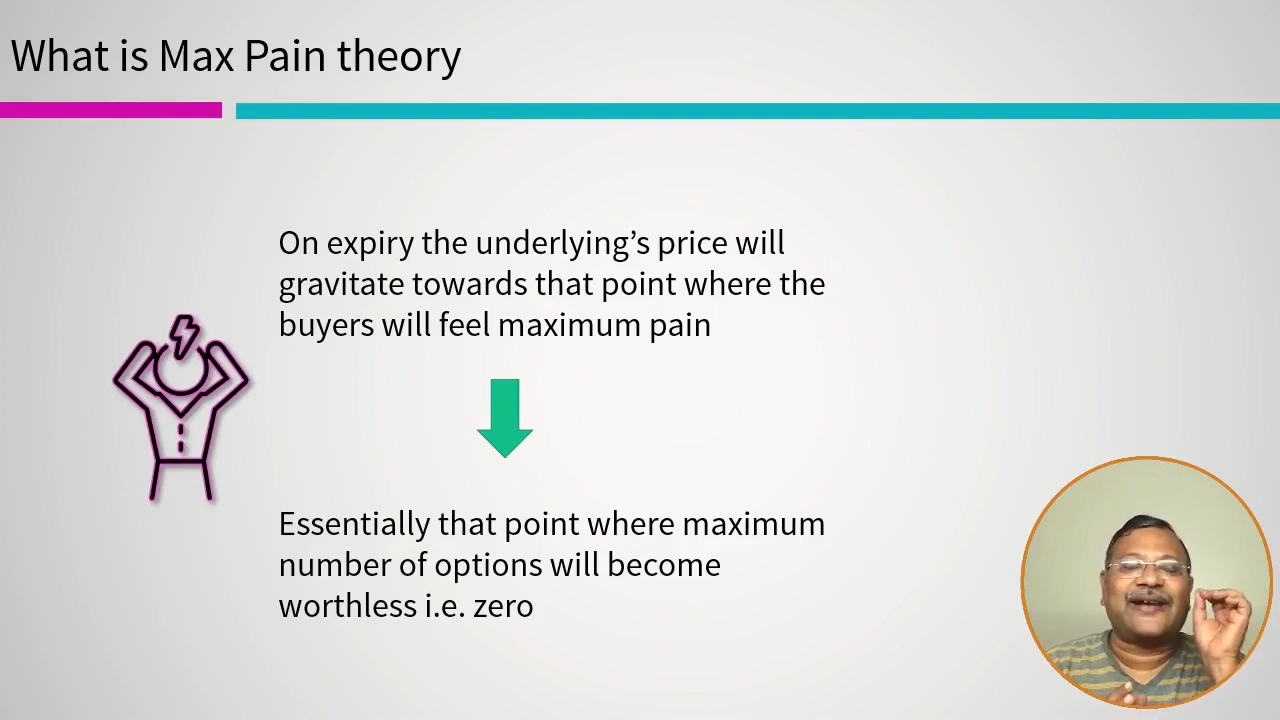 What is Max Pain theory
On expiry the underlying’s price will
gravitate towards that point where the
buyers will feel maximum pain
Essentially that point where maximum
number of options will become
worthless i.e. zero